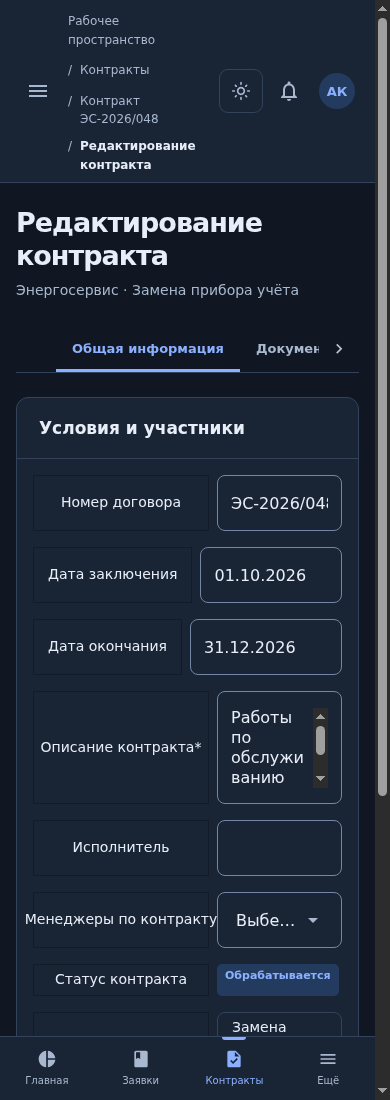 Рабочее
пространство
/ Контракты
/ Контракт
ЭС-2026/048
/ Редактирование
контракта
АК
Редактирование
контракта
Энергосервис · Замена прибора учёта
Общая информация
Докумен
Условия и участники
Номер договора
ЭС-2026/048
Дата заключения
01.10.2026
Дата окончания
31.12.2026
Описание контракта*
Работы
по
обслужи
ванию
Исполнитель
Менеджеры по контракту
Выбе...
Статус контракта
Обрабатывается
Замена
Главная
Заявки
Контракты
Ещё